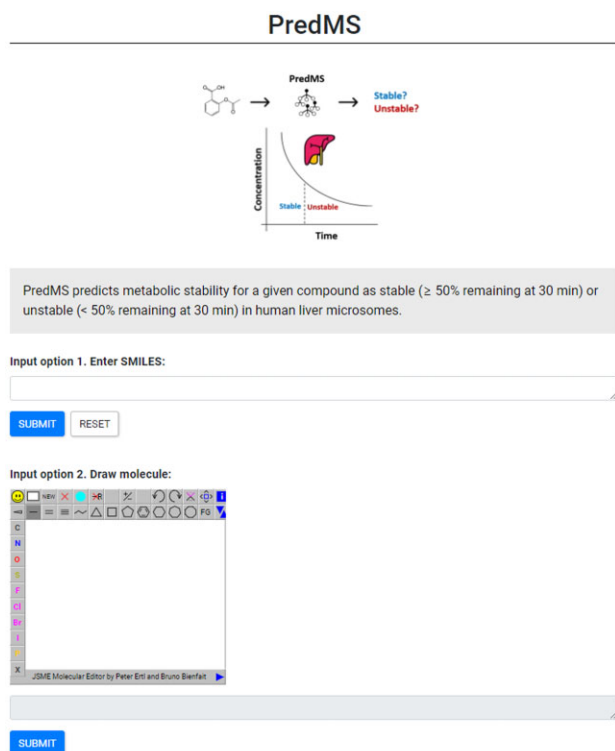 PredMS
PredMS
OH
O
O
O
Stable?
Unstable?
Concentration
Stable
Unstable
Time
PredMS predicts metabolic stability for a given compound as stable (≥ 50% remaining at 30 min) or
unstable (< 50% remaining at 30 min) in human liver microsomes.
Input option 1. Enter SMILES:
SUBMIT RESET
Input option 2. Draw molecule:
NEW
FG
C
N
O
S
F
Cl
Br
I
P
X
JSME Molecular Editor by Peter Ertl and Bruno Bienfait
SUBMIT